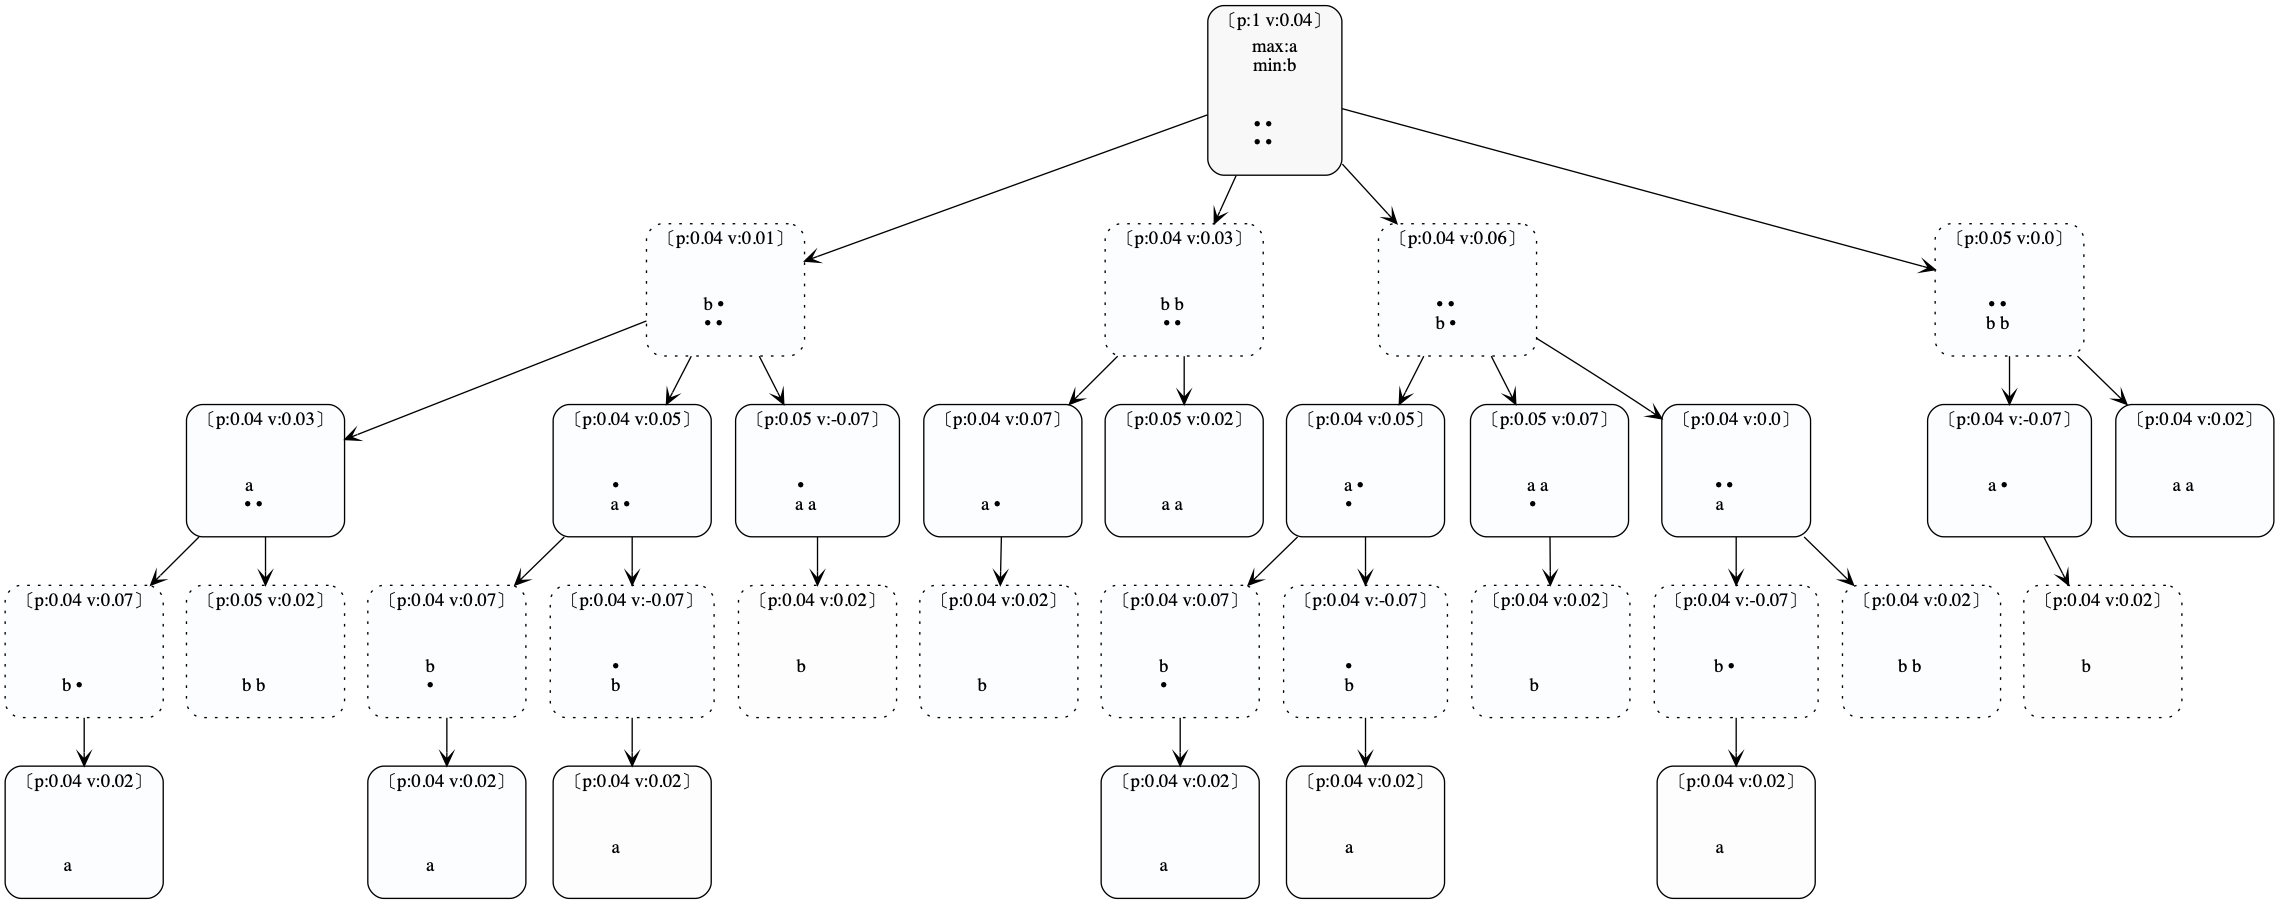 〔p:1 v:0.04〕
max:a
min:b
••
••
〔p:0.04 v:0.01〕
b •
••
〔p:0.04 v:0.03〕
b b
••
〔p:0.04 v:0.06〕
••
b •
〔p:0.05 v:0.0〕
••
b b
〔p:0.04 v:0.03〕
a
••
〔p:0.04 v:0.05〕
•
a •
〔p:0.05 v:-0.07〕
•
a a
〔p:0.04 v:0.07〕
a •
〔p:0.05 v:0.02〕
a a
〔p:0.04 v:0.05〕
a •
•
〔p:0.05 v:0.07〕
a a
•
〔p:0.04 v:0.0〕
••
a
〔p:0.04 v:-0.07〕
a •
〔p:0.04 v:0.02〕
a a
〔p:0.04 v:0.07〕
b •
〔p:0.05 v:0.02〕
b b
〔p:0.04 v:0.07〕
b
•
〔p:0.04 v:-0.07〕
•
b
〔p:0.04 v:0.02〕
b
〔p:0.04 v:0.02〕
b
〔p:0.04 v:0.07〕
b
•
〔p:0.04 v:-0.07〕
•
b
〔p:0.04 v:0.02〕
b
〔p:0.04 v:-0.07〕
b •
〔p:0.04 v:0.02〕
b b
〔p:0.04 v:0.02〕
b
〔p:0.04 v:0.02〕
a
〔p:0.04 v:0.02〕
a
〔p:0.04 v:0.02〕
a
〔p:0.04 v:0.02〕
a
〔p:0.04 v:0.02〕
a
〔p:0.04 v:0.02〕
a